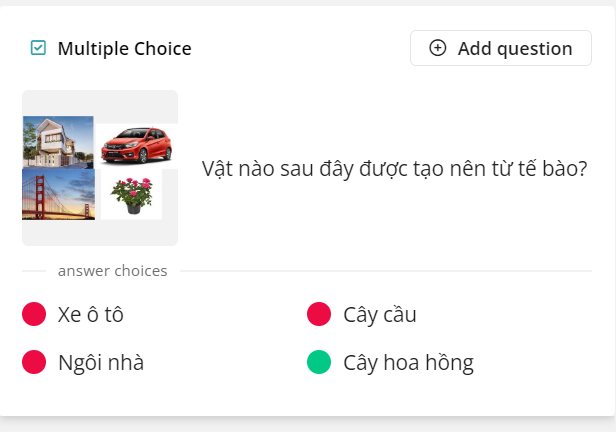 Multiple Choice
Add question
Vật nào sau đây được tạo nên từ tế bào?
answer choices
Xe ô tô
Cây cầu
Ngôi nhà
Cây hoa hồng